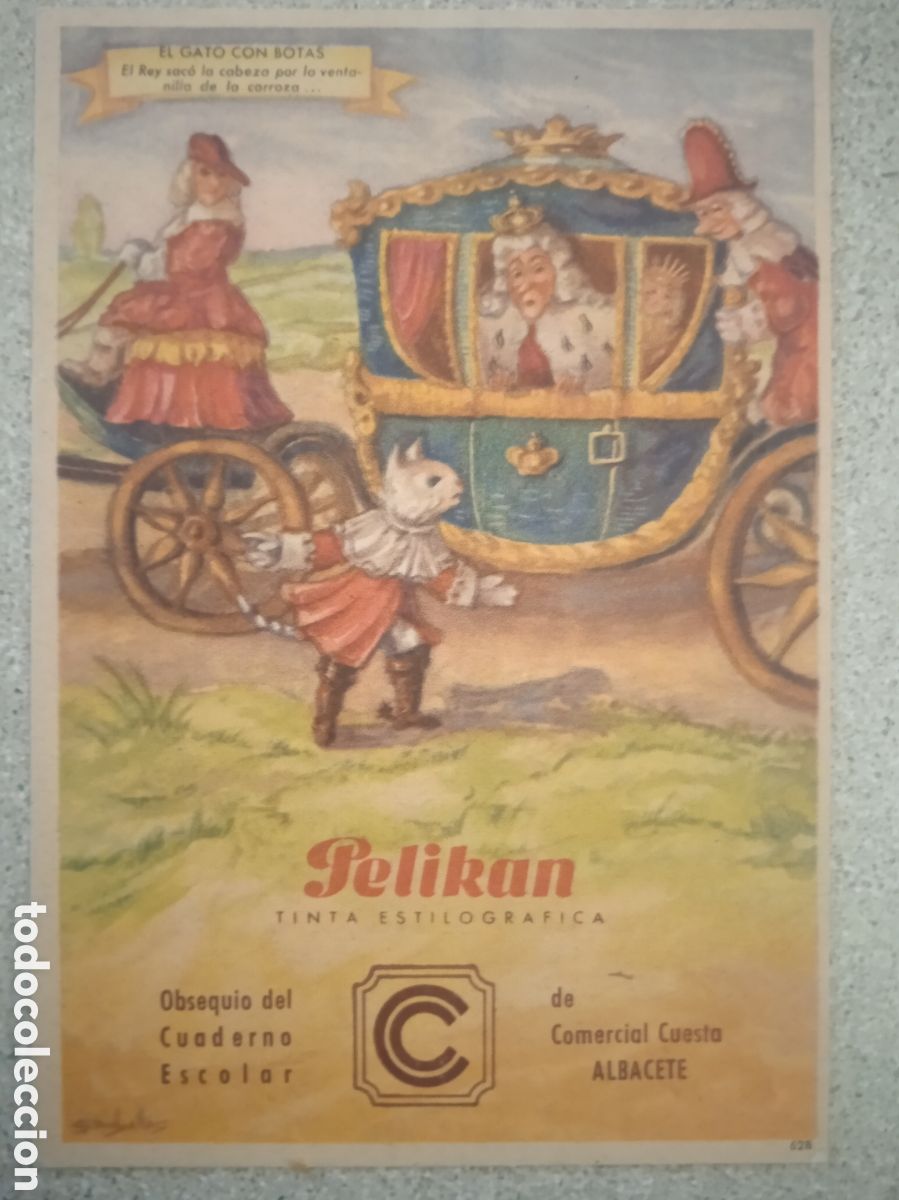 EL GATO CON BOTAS
El Rey sacó la cabeza por la venta-
nilla de la carroza ...
Pelikan
TINTA ESTILOGRAFICA
Obsequio del
Cuaderno
Escolar
CC
de
Comercial Cuesta
ALBACETE
628
todocoleccion